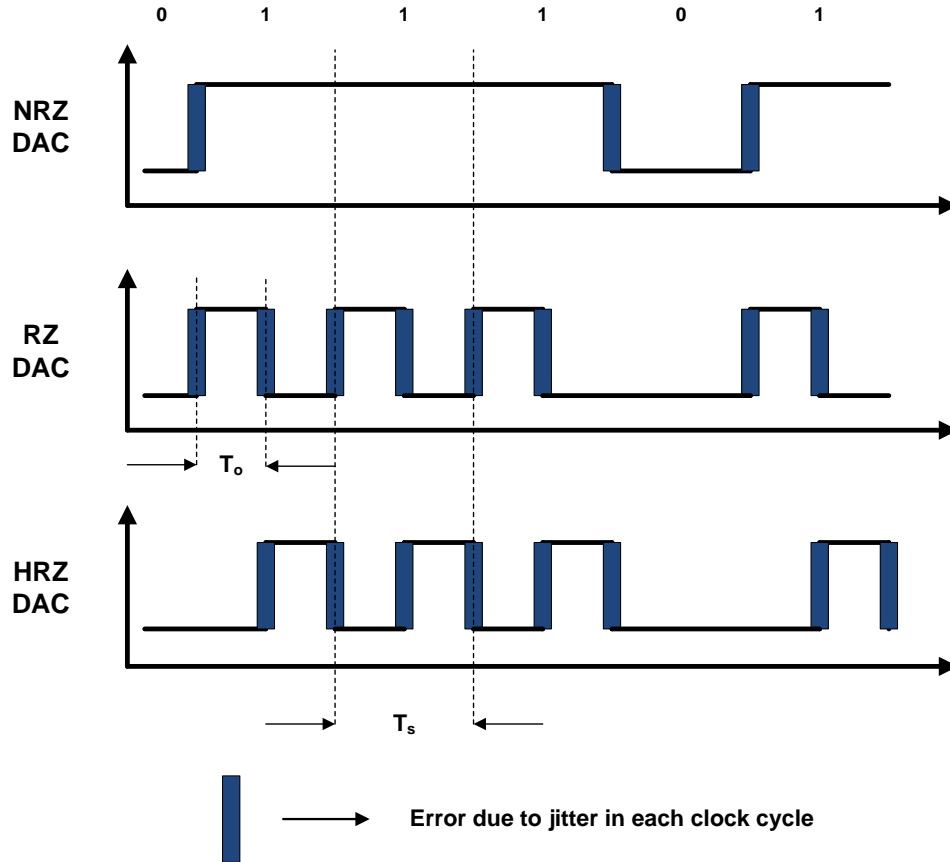 0 1 1 1 0 1
NRZ
DAC
RZ
DAC
To
HRZ
DAC
Ts
Error due to jitter in each clock cycle